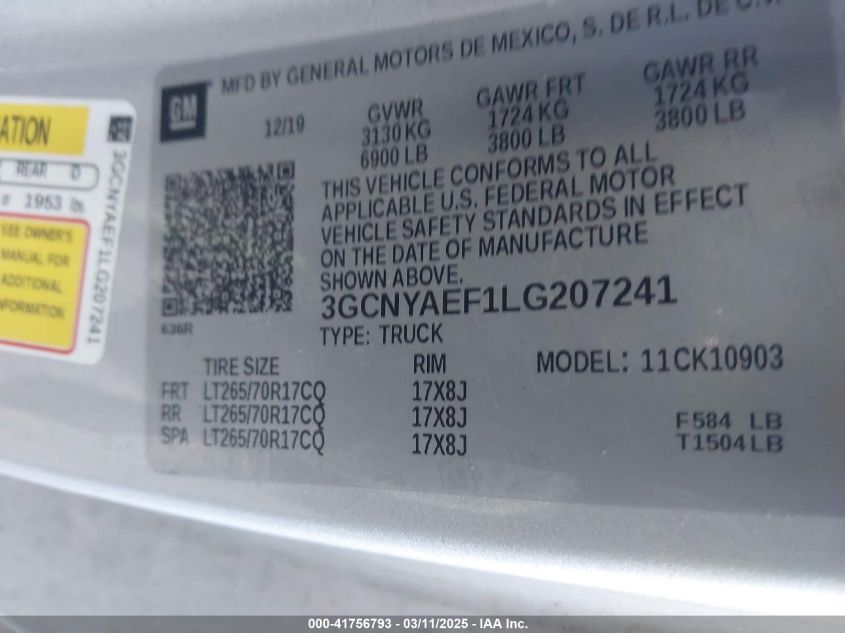 MFD BY GENERAL MOTORS DE MEXICO, S. DE R.L. DE C.V.
GM
12/19
GVWR
3130 KG
6900 LB
GAWR FRT
1724 KG
3800 LB
GAWR RR
1724 KG
3800 LB
THIS VEHICLE CONFORMS TO ALL
APPLICABLE U.S. FEDERAL MOTOR
VEHICLE SAFETY STANDARDS IN EFFECT
ON THE DATE OF MANUFACTURE
SHOWN ABOVE.
3GCNYAEF1LG207241
636R
TYPE: TRUCK
TIRE SIZE RIM MODEL: 11CK10903
FRT LT265/70R17CQ 17X8J
RR LT265/70R17CQ 17X8J F584 LB
SPA LT265/70R17CQ 17X8J T1504LB
REAR 0
1953 lbs.
SEE OWNER'S
MANUAL FOR
ADDITIONAL
INFORMATION
3GCNYAEF1LG207241
000-41756793 - 03/11/2025 - IAA Inc.